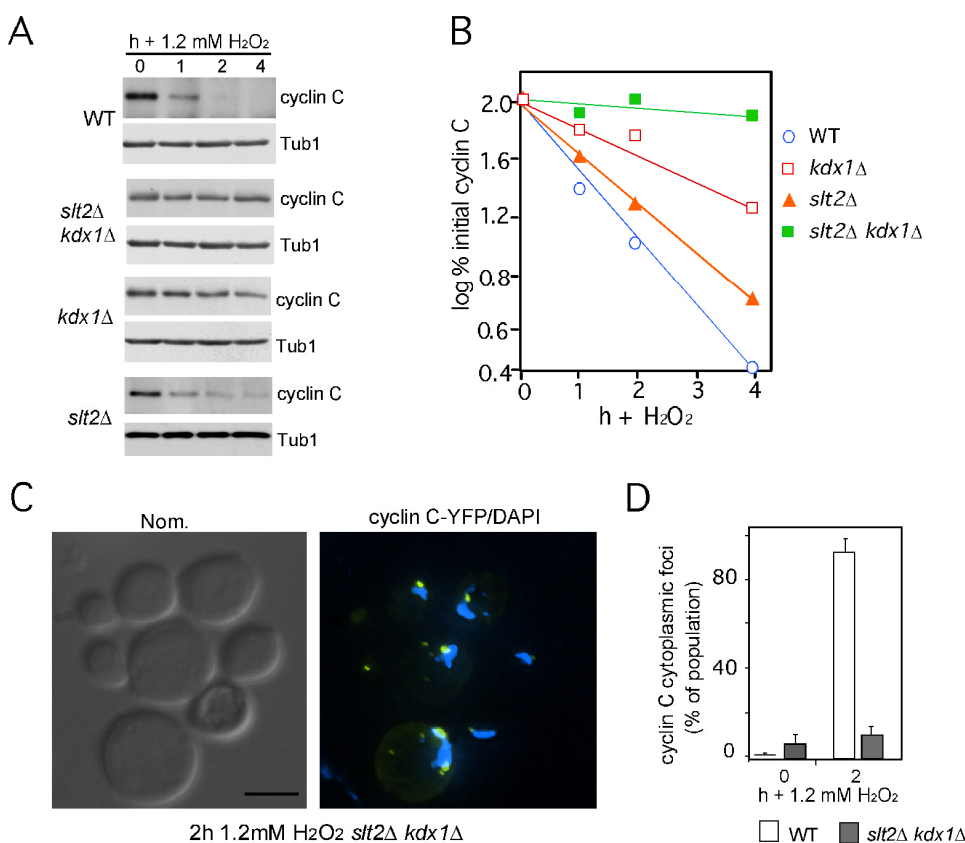 A
h + 1.2 mM H₂O₂
0 1 2 4
WT
cyclin C
Tub1
slt2Δ
kdx1Δ
cyclin C
Tub1
kdx1Δ
cyclin C
Tub1
slt2Δ
cyclin C
Tub1
B
log % initial cyclin C
2.0
1.6
1.2
0.8
0.6
0.4
0 1 2 3 4
h + H₂O₂
WT
kdx1Δ
slt2Δ
slt2Δ kdx1Δ
C
Nom.
cyclin C-YFP/DAPI
2h 1.2mM H₂O₂ slt2Δ kdx1Δ
D
cyclin C cytoplasmic foci
(% of population)
80
40
0
0 2
h + 1.2 mM H₂O₂
WT
slt2Δ kdx1Δ